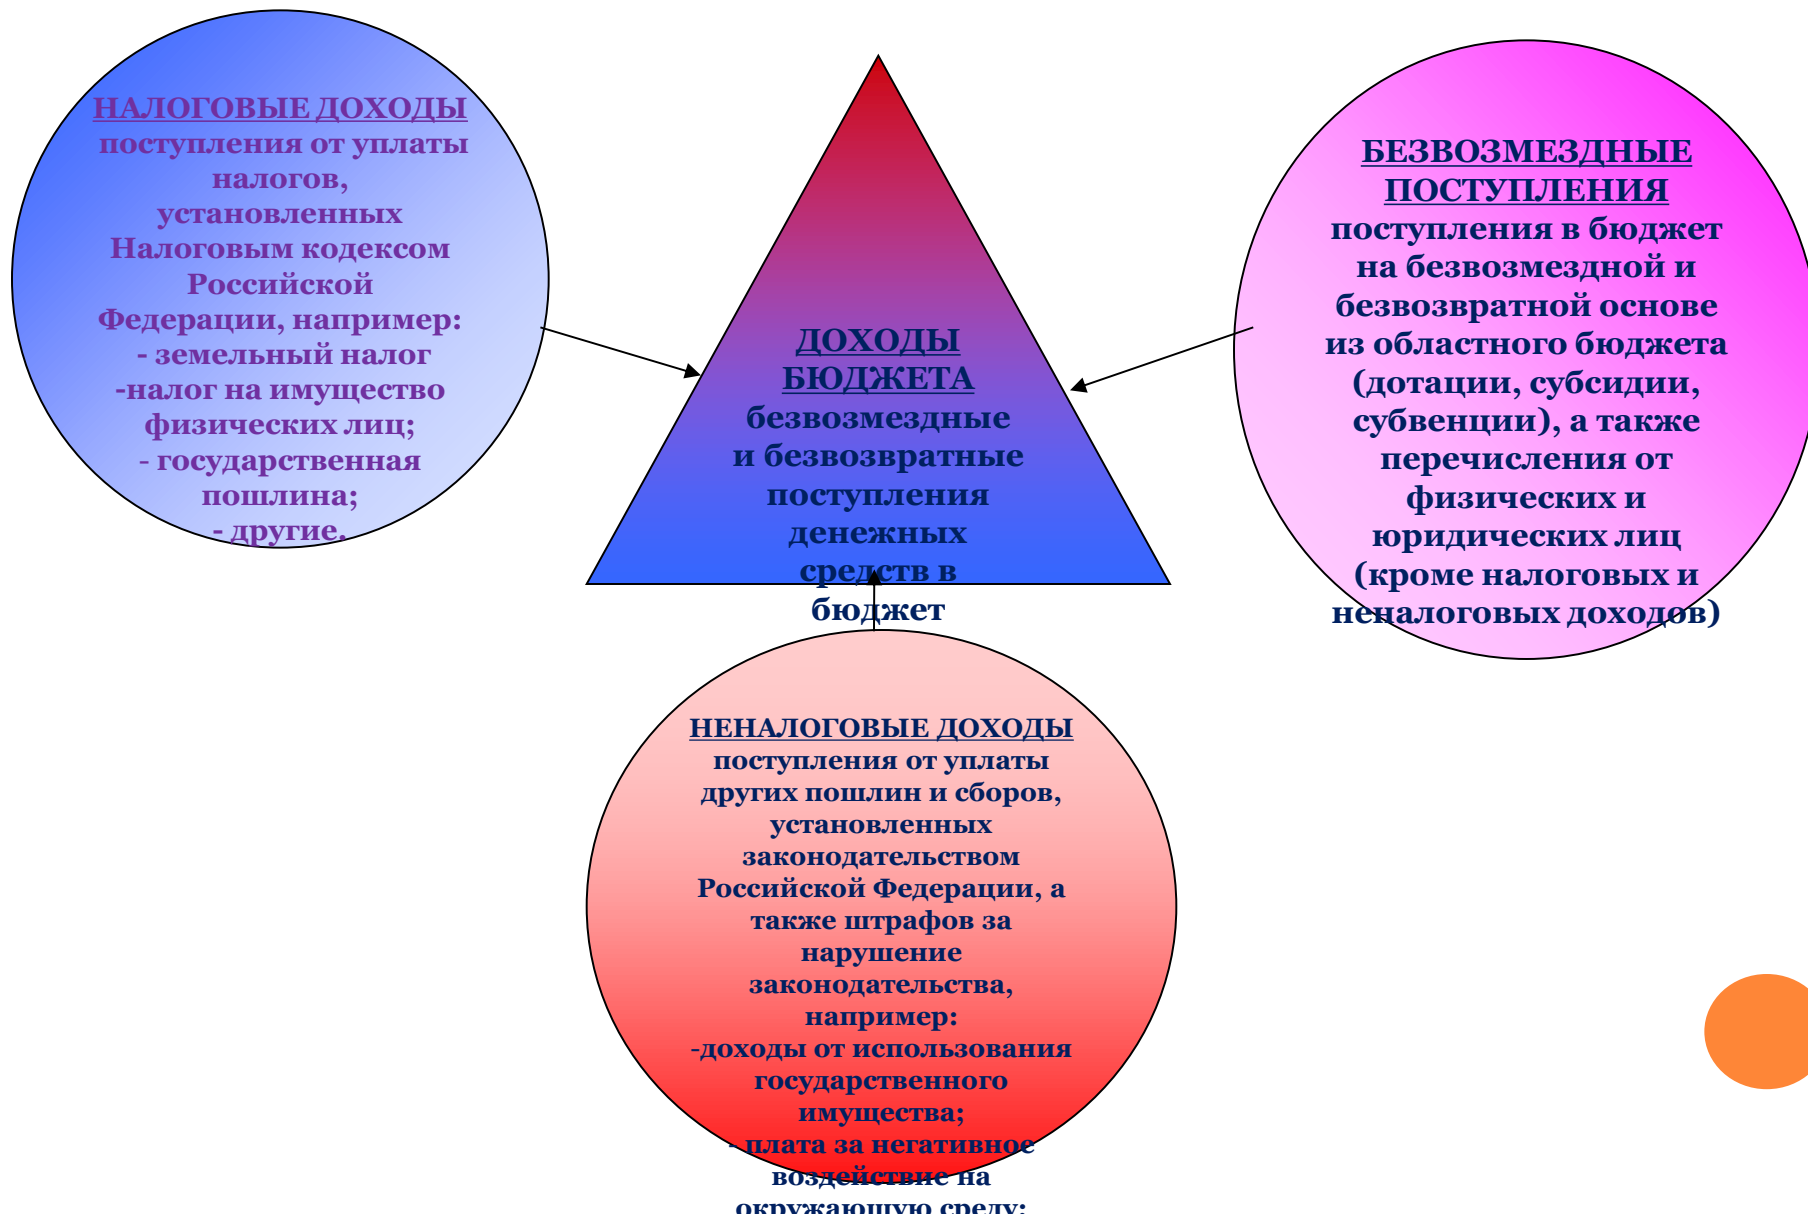 НАЛОГОВЫЕ ДОХОДЫ
поступления от уплаты
налогов,
установленных
Налоговым кодексом
Российской
Федерации, например:
- земельный налог
-налог на имущество
физических лиц;
- государственная
пошлина;
- другие.
ДОХОДЫ
БЮДЖЕТА
безвозмездные
и безвозвратные
поступления
денежных
средств в
бюджет
БЕЗВОЗМЕЗДНЫЕ
ПОСТУПЛЕНИЯ
поступления в бюджет
на безвозмездной и
безвозвратной основе
из областного бюджета
(дотации, субсидии,
субвенции), а также
перечисления от
физических и
юридических лиц
(кроме налоговых и
неналоговых доходов)
НЕНАЛОГОВЫЕ ДОХОДЫ
поступления от уплаты
других пошлин и сборов,
установленных
законодательством
Российской Федерации, а
также штрафов за
нарушение
законодательства,
например:
-доходы от использования
государственного
имущества;
- плата за негативное
воздействие на
окружающую среду;